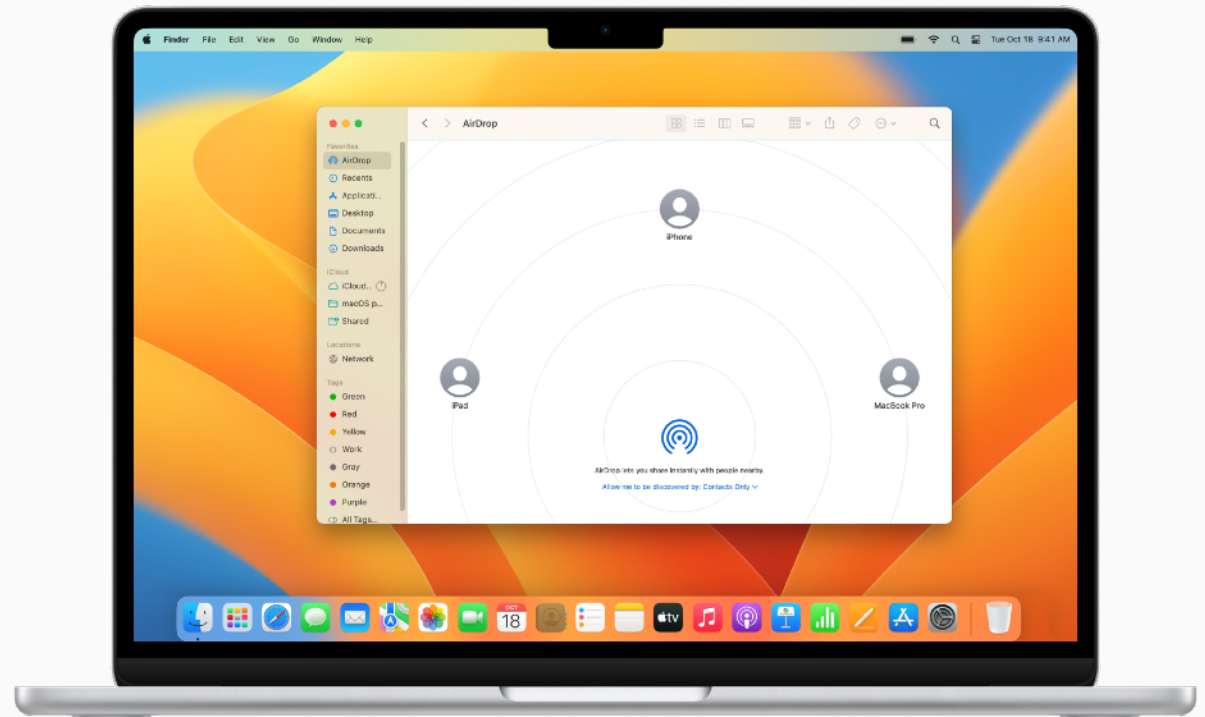 Finder File Edit View Go Window Help
Tue Oct 18 9:41 AM
AirDrop
Favorites
AirDrop
Recents
Applicati...
Desktop
Documents
Downloads
iCloud
iCloud...
macOS p...
Shared
Locations
Network
Tags
Green
Red
Yellow
Work
Gray
Orange
Purple
All Tags...
iPhone
iPad
MacBook Pro
AirDrop lets you share instantly with people nearby.
Allow me to be discovered by: Contacts Only
OCT
18
tv